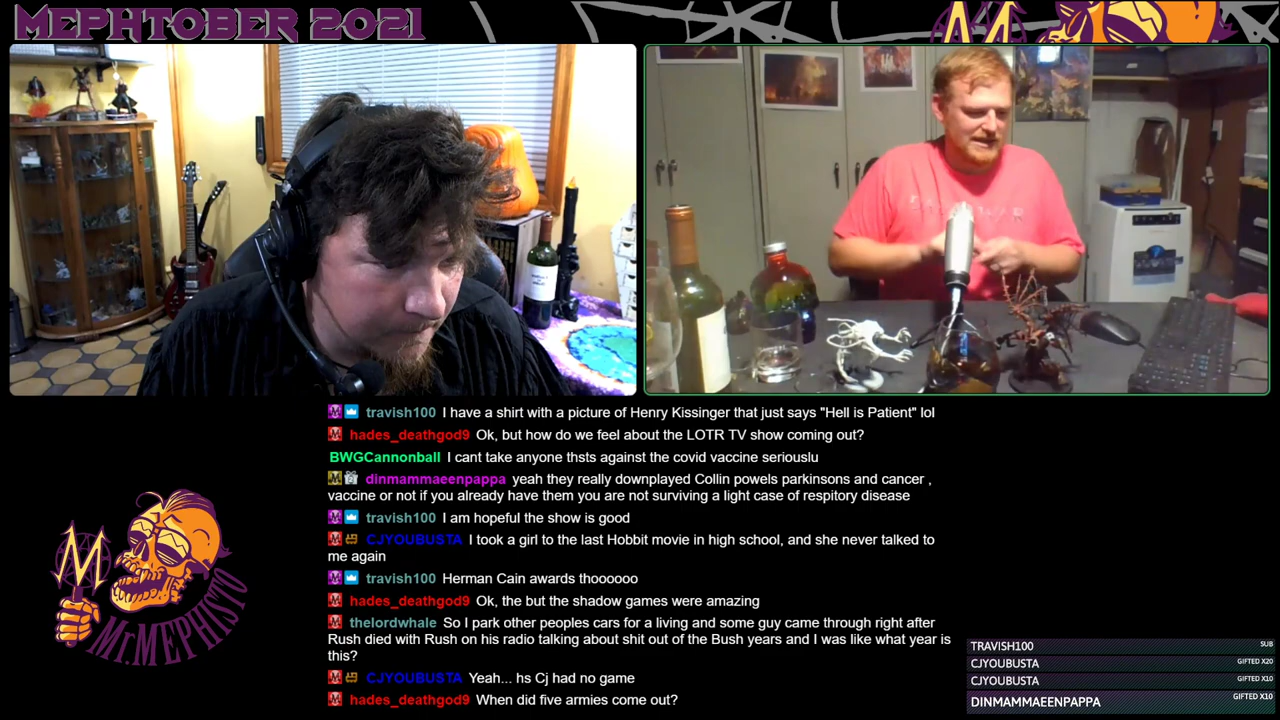 MEPHTOBER 2021
travish100 I have a shirt with a picture of Henry Kissinger that just says "Hell is Patient" lol
hades_deathgod9 Ok, but how do we feel about the LOTR TV show coming out?
BWGCannonball I cant take anyone thsts against the covid vaccine seriouslu
dinmammaeenpappa yeah they really downplayed Collin powels parkinsons and cancer ,
vaccine or not if you already have them you are not surviving a light case of respitory disease
travish100 I am hopeful the show is good
CJYOUBUSTA I took a girl to the last Hobbit movie in high school, and she never talked to
me again
travish100 Herman Cain awards thoooooo
hades_deathgod9 Ok, the but the shadow games were amazing
thelordwhale So I park other peoples cars for a living and some guy came through right after
Rush died with Rush on his radio talking about shit out of the Bush years and I was like what year is
this?
CJYOUBUSTA Yeah... hs Cj had no game
hades_deathgod9 When did five armies come out?
M
Mr. MEPHISTO
TRAVISH100 SUB
CJYOUBUSTA GIFTED X20
CJYOUBUSTA GIFTED X10
DINMAMMAEENPAPPA GIFTED X10